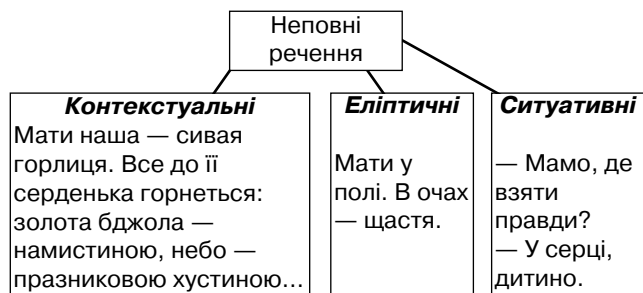 Неповні
речення
Контекстуальні
Мати наша — сивая
горлиця. Все до її
серденька горнеться:
золота бджола —
намистиною, небо —
празниковою хустиною…
Еліптичні
Мати у
полі. В очах
— щастя.
Ситуативні
— Мамо, де
взяти
правди?
— У серці,
дитино.